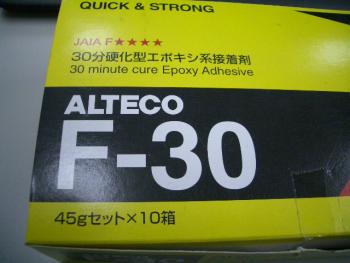 QUICK & STRONG
JAIA F★★★★
30分硬化型エポキシ系接着剤
30 minute cure Epoxy Adhesive
ALTECO
F-30
45gセット×10箱